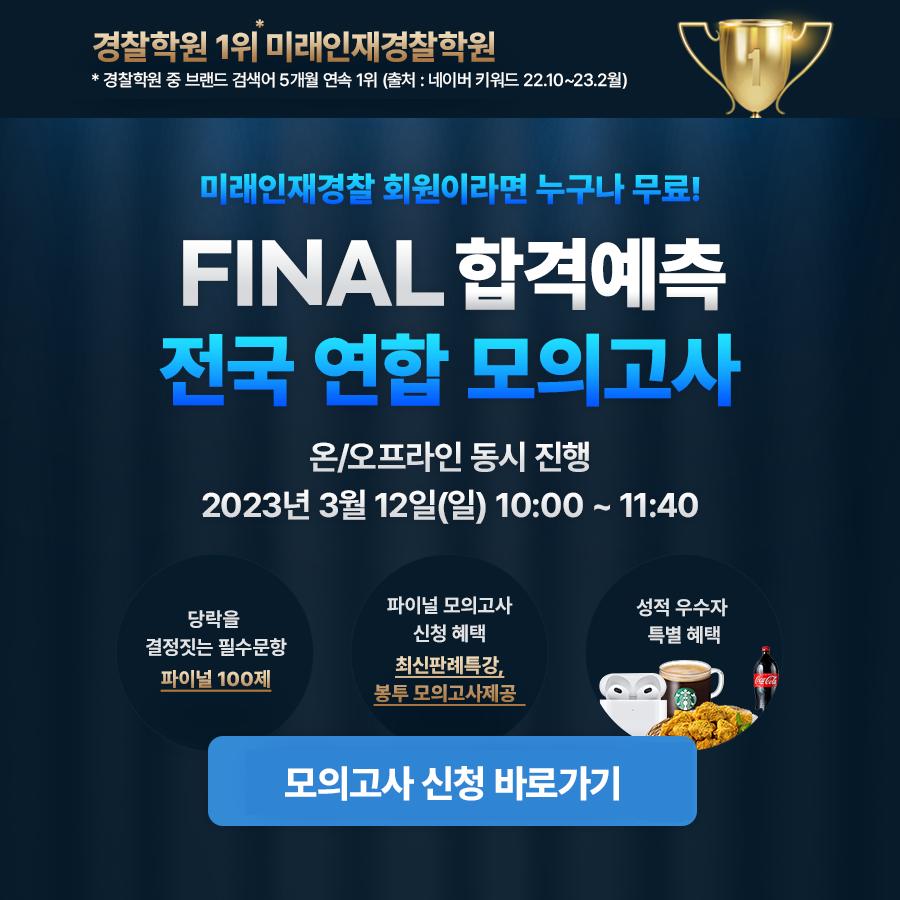 경찰학원 1위* 미래인재경찰학원
* 경찰학원 중 브랜드 검색어 5개월 연속 1위 (출처 : 네이버 키워드 22.10~23.2월)
1
미래인재경찰 회원이라면 누구나 무료!
FINAL 합격예측
전국 연합 모의고사
온/오프라인 동시 진행
2023년 3월 12일(일) 10:00 ~ 11:40
당락을
결정짓는 필수문항
파이널 100제
파이널 모의고사
신청 혜택
최신판례특강,
봉투 모의고사제공
성적 우수자
특별 혜택
Coca-Cola
모의고사 신청 바로가기